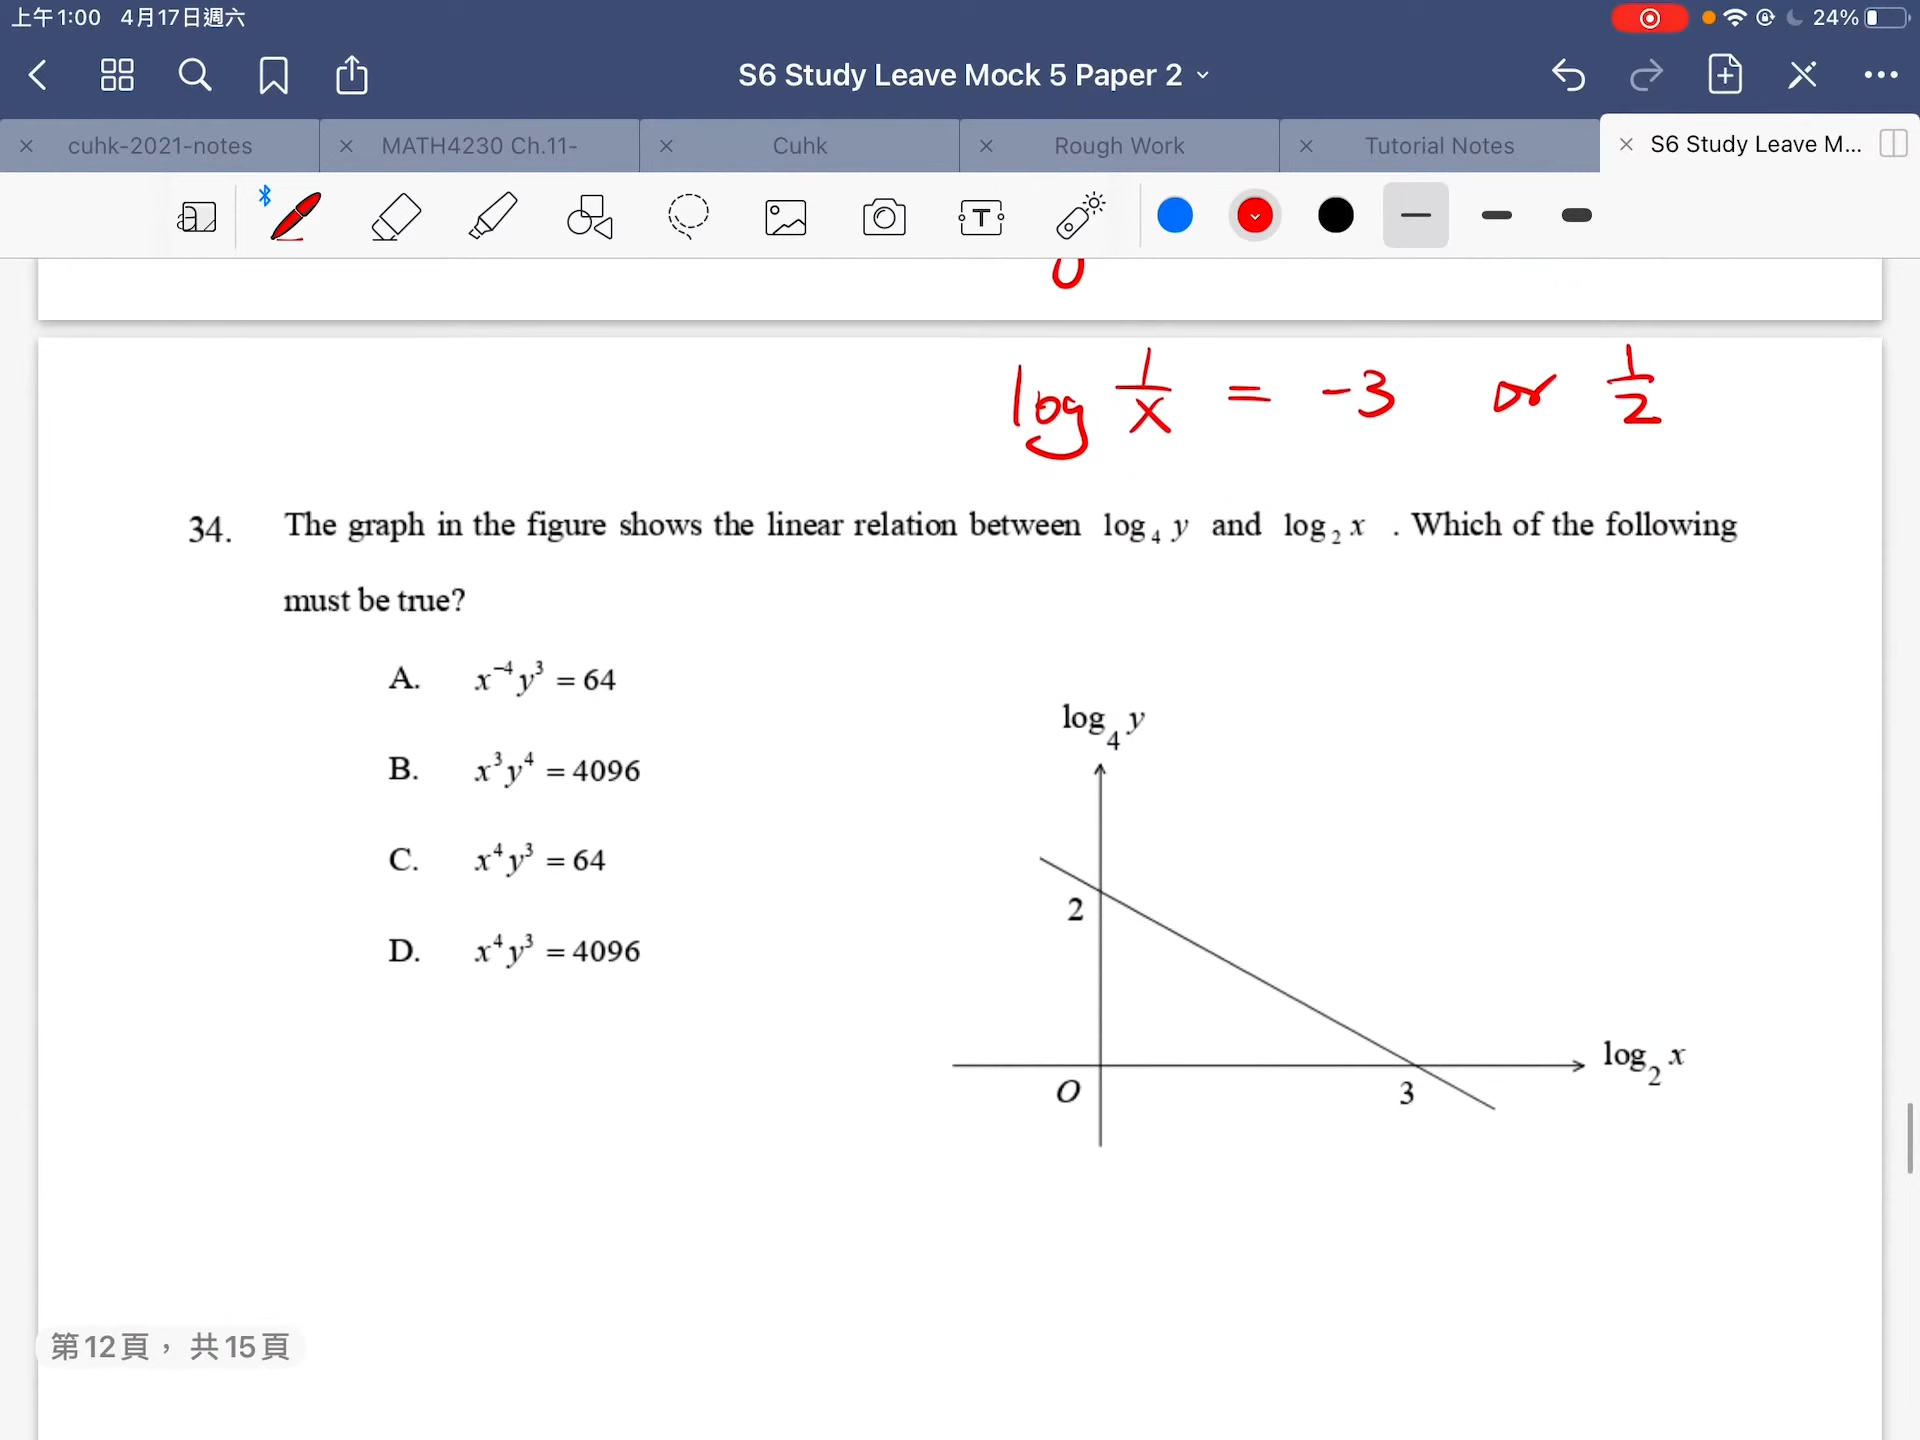 上午1:00 4月17日週六
24%
S6 Study Leave Mock 5 Paper 2
cuhk-2021-notes
MATH4230 Ch.11-
Cuhk
Rough Work
Tutorial Notes
S6 Study Leave M...
log 1/x = -3 or 1/2
34. The graph in the figure shows the linear relation between log₄ y and log₂ x . Which of the following
must be true?
A. x⁻⁴y³ = 64
B. x³y⁴ = 4096
C. x⁴y³ = 64
D. x⁴y³ = 4096
log₄ y
2
log₂ x
O
3
第12頁，共15頁